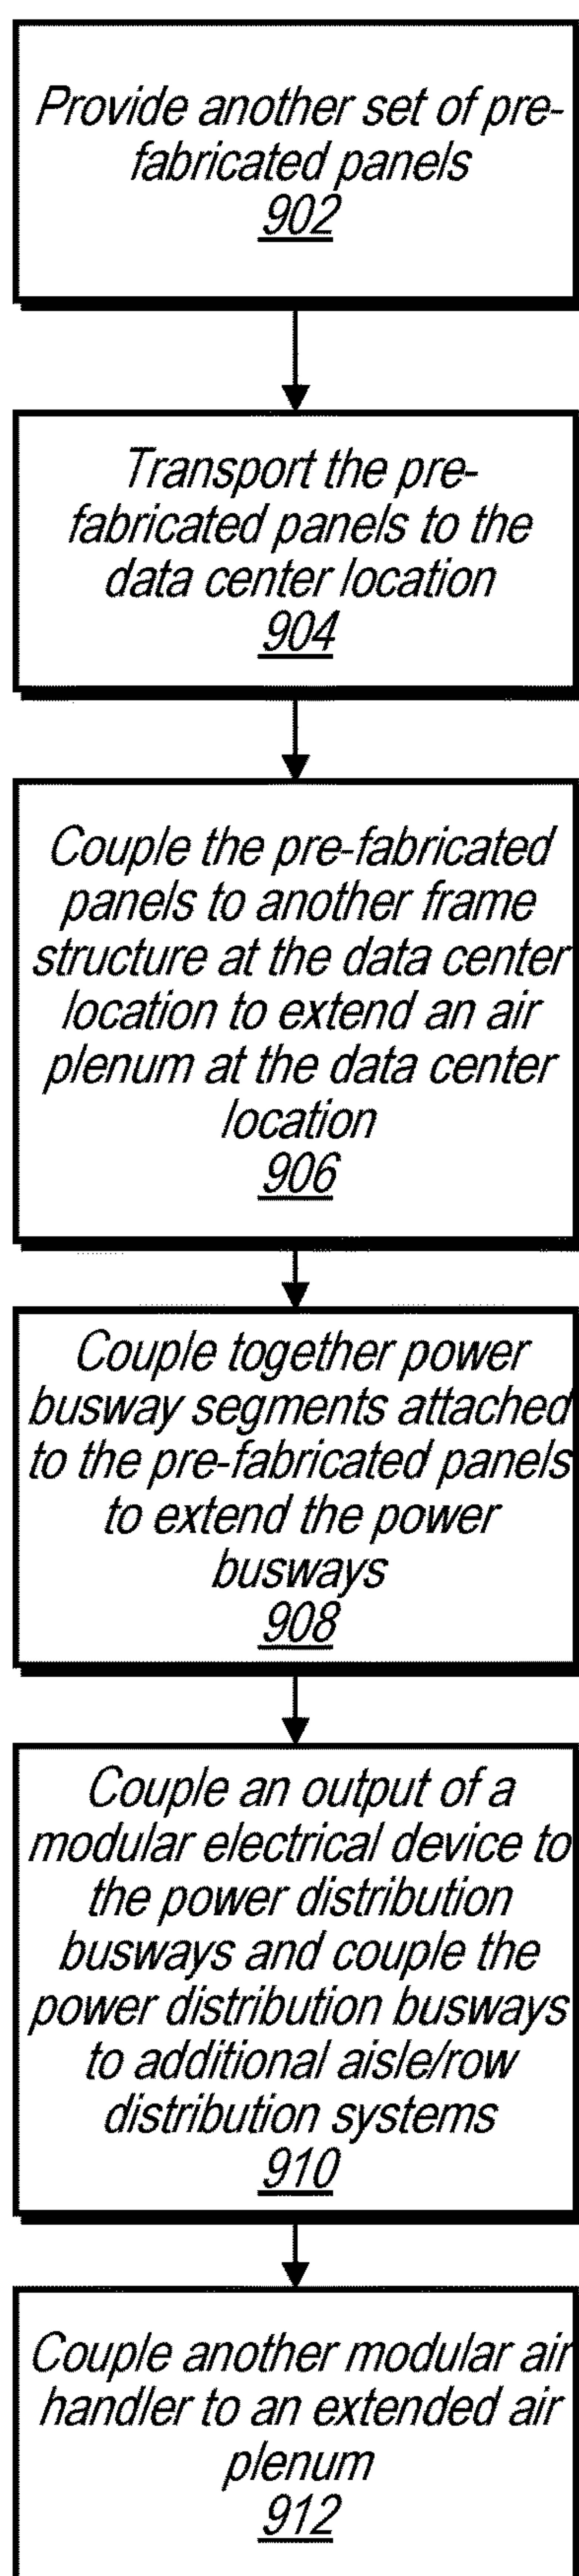 Provide another set of pre-
fabricated panels
902
Transport the pre-
fabricated panels to the
data center location
904
Couple the pre-fabricated
panels to another frame
structure at the data center
location to extend an air
plenum at the data center
location
906
Couple together power
busway segments attached
to the pre-fabricated panels
to extend the power
busways
908
Couple an output of a
modular electrical device to
the power distribution
busways and couple the
power distribution busways
to additional aisle/row
distribution systems
910
Couple another modular air
handler to an extended air
plenum
912